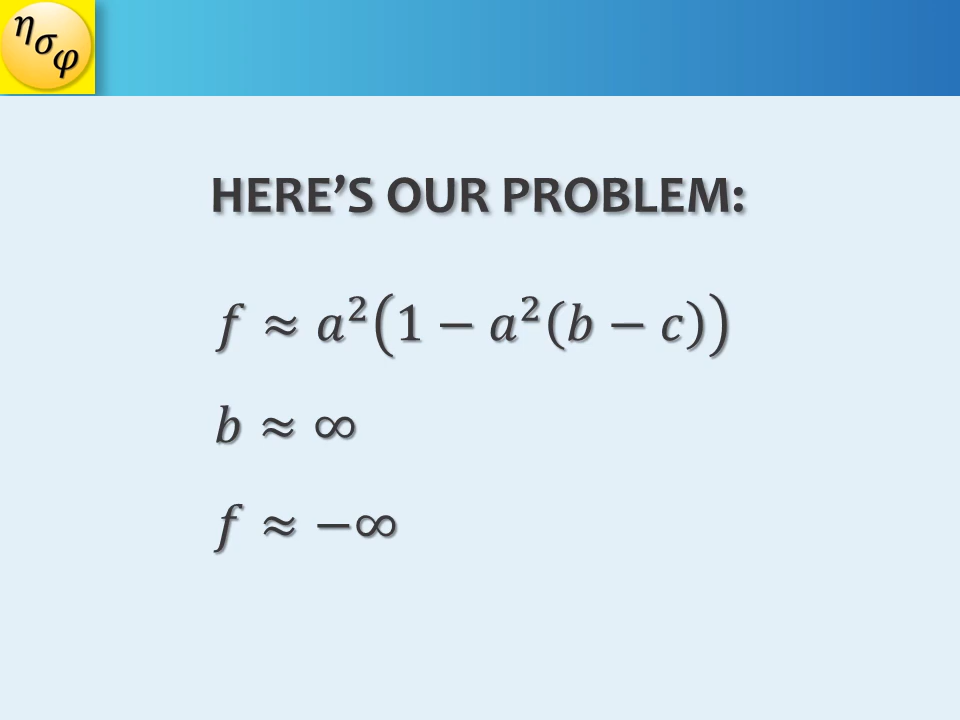 η
σ
φ
HERE’S OUR PROBLEM:
𝑓 ≈ 𝑎²(1 − 𝑎²(𝑏 − 𝑐))
𝑏 ≈ ∞
𝑓 ≈ −∞